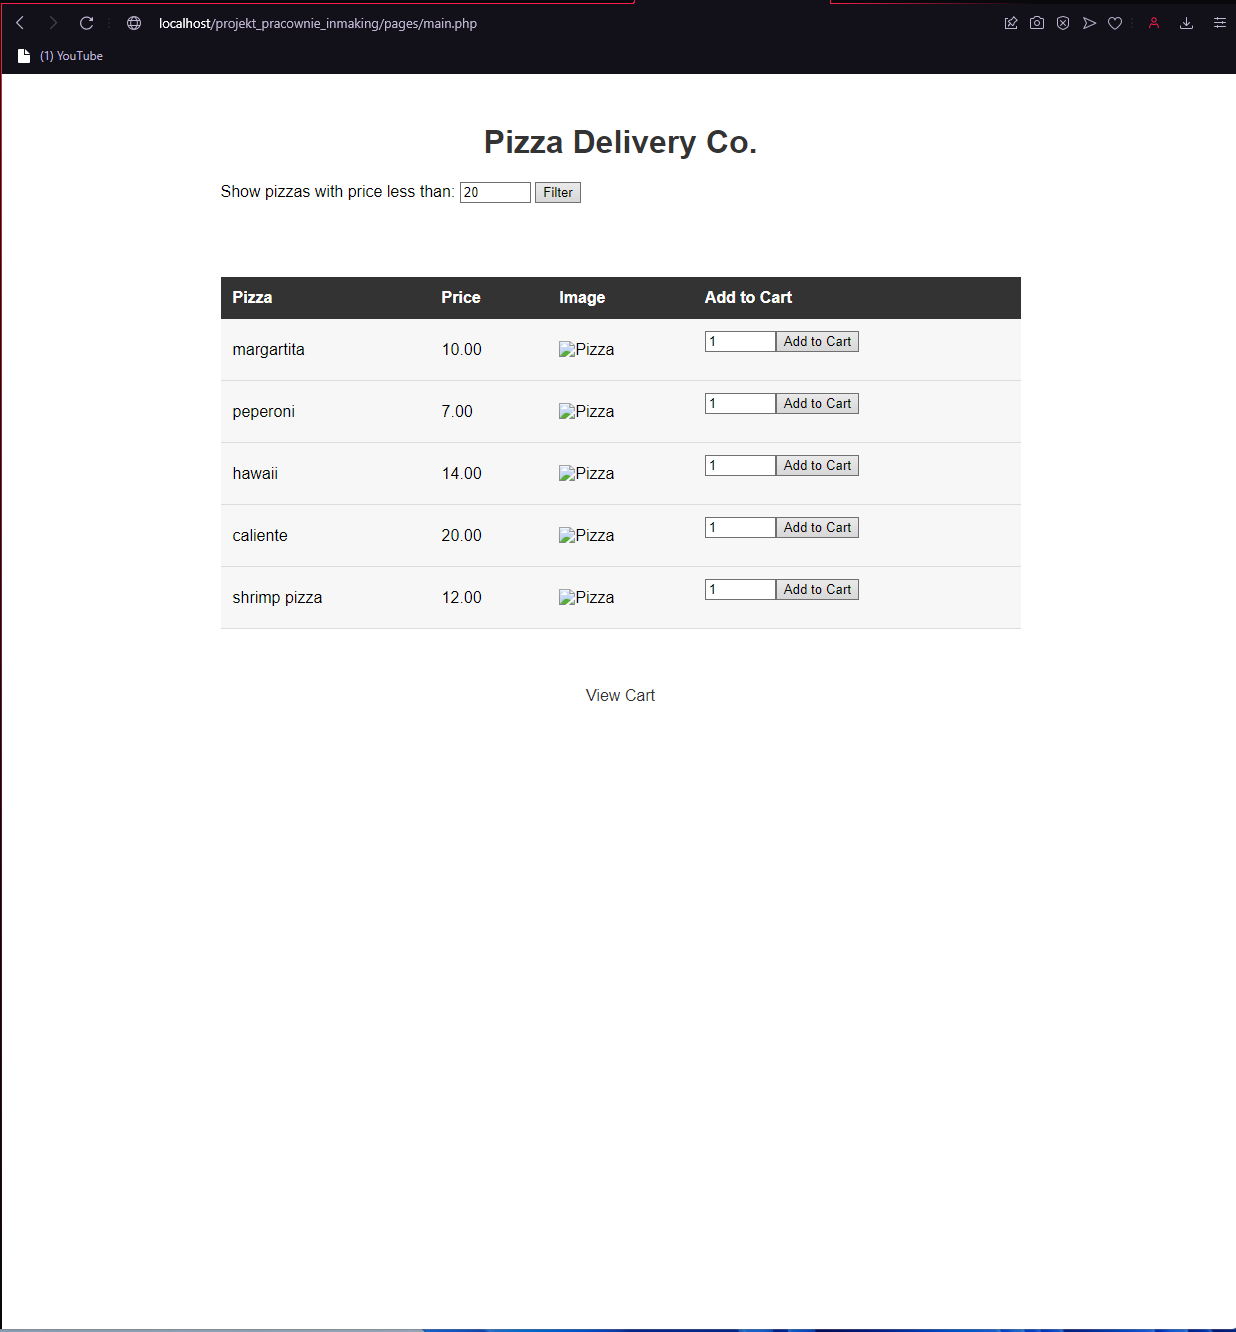 localhost/projekt_pracownie_inmaking/pages/main.php
(1) YouTube
Pizza Delivery Co.
Show pizzas with price less than: 20 Filter
Pizza Price Image Add to Cart
margartita 10.00 Pizza 1 Add to Cart
peperoni 7.00 Pizza 1 Add to Cart
hawaii 14.00 Pizza 1 Add to Cart
caliente 20.00 Pizza 1 Add to Cart
shrimp pizza 12.00 Pizza 1 Add to Cart
View Cart